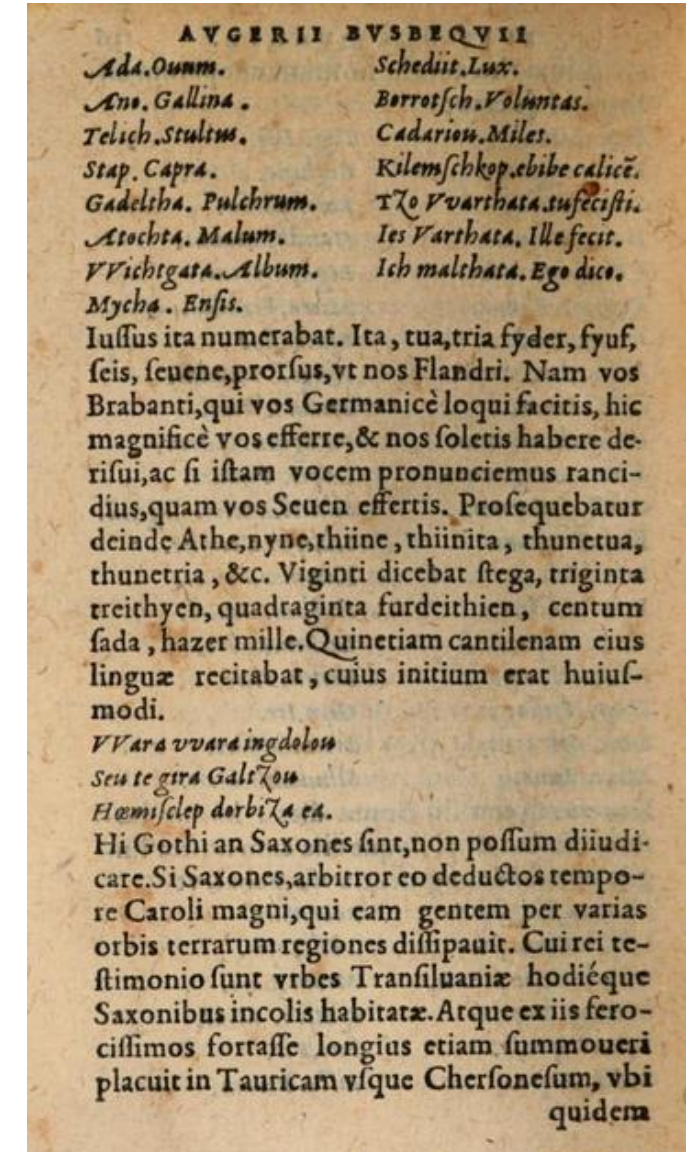 AVGERII BVSBEQVII
Ada. Ouum. Schediit. Lux.
Ano. Gallina. Borrotſch. Voluntas.
Telich. Stultus. Cadariou. Miles.
Stap. Capra. Kilemſchkop. ebibe calicē.
Gadeltha. Pulchrum. Tzo Vvarthata. tu feciſti.
Atochta. Malum. Ies Varthata. Ille fecit.
VVichtgata. Album. Ich malthata. Ego dico.
Mycha. Enſis.
Iuſſus ita numerabat. Ita, tua, tria fyder, fyuf,
ſeis, ſeuene, prorſus, vt nos Flandri. Nam vos
Brabanti, qui vos Germanicè loqui facitis, hic
magnificè vos efferre, & nos ſoletis habere de-
riſui, ac ſi iſtam vocem pronunciemus ranci-
dius, quam vos Seuen effertis. Proſequebatur
deinde Athe, nyne, thiine, thiinita, thunetua,
thunetria, &c. Viginti dicebat ſtega, triginta
treithyen, quadraginta furdeithien, centum
ſada, hazer mille. Quinetiam cantilenam eius
linguæ recitabat, cuius initium erat huiuſ-
modi.
VVara vvara ingdolou
Seu te gira Galtzou
Hœmiſclep dorbiza ea.
Hi Gothi an Saxones ſint, non poſſum diiudi-
care. Si Saxones, arbitror eo deductos tempo-
re Caroli magni, qui eam gentem per varias
orbis terrarum regiones diſſipauit. Cui rei te-
ſtimonio ſunt vrbes Tranſiluaniæ hodiéque
Saxonibus incolis habitatæ. Atque ex iis fero-
ciſſimos fortaſſe longius etiam ſummoueri
placuit in Tauricam vſque Cherſoneſum, vbi
quidem